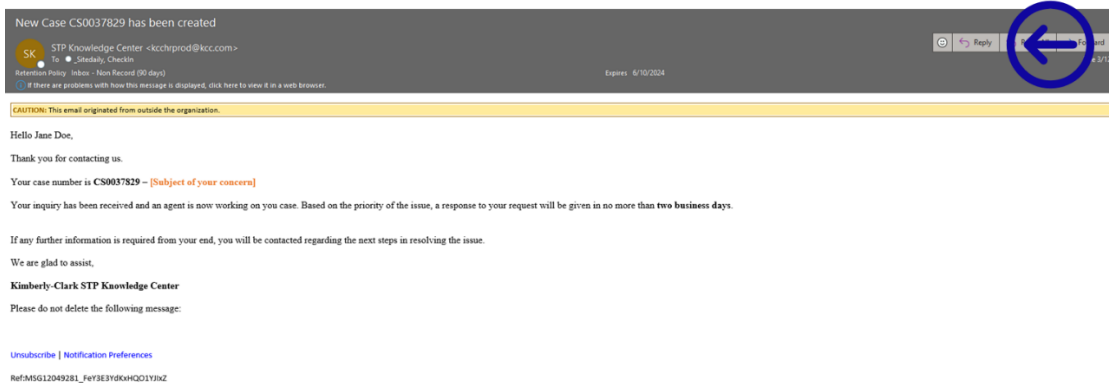 New Case CS0037829 has been created
SK
STP Knowledge Center <kcchrprod@kcc.com>
To _Sitedaily, Checkin
Reply
Retention Policy Inbox - Non Record (90 days)
Expires 6/10/2024
If there are problems with how this message is displayed, click here to view it in a web browser.
CAUTION: This email originated from outside the organization.
Hello Jane Doe,
Thank you for contacting us.
Your case number is CS0037829 – [Subject of your concern]
Your inquiry has been received and an agent is now working on you case. Based on the priority of the issue, a response to your request will be given in no more than two business days.
If any further information is required from your end, you will be contacted regarding the next steps in resolving the issue.
We are glad to assist,
Kimberly-Clark STP Knowledge Center
Please do not delete the following message:
Unsubscribe | Notification Preferences
Ref:MSG12049281_FeY3E3YdKxHQO1YJIxZ